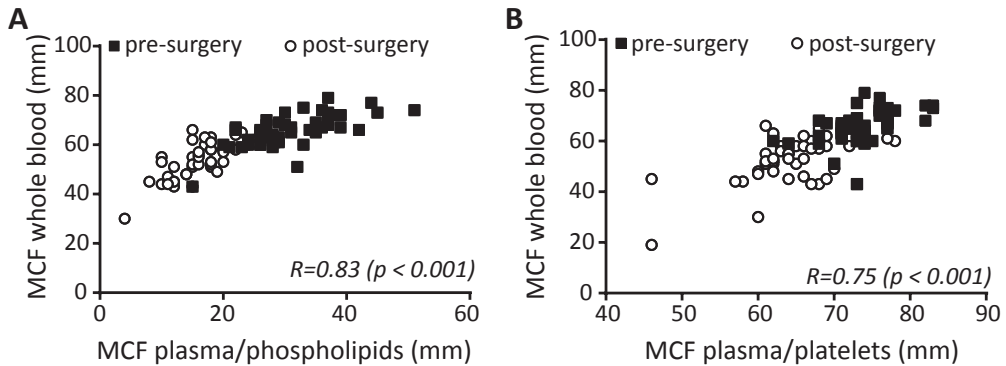 A
MCF whole blood (mm)
100
80
60
40
20
0
■ pre-surgery ○ post-surgery
R=0.83 (p < 0.001)
0 20 40 60
MCF plasma/phospholipids (mm)
B
MCF whole blood (mm)
100
80
60
40
20
0
■ pre-surgery ○ post-surgery
R=0.75 (p < 0.001)
40 50 60 70 80 90
MCF plasma/platelets (mm)